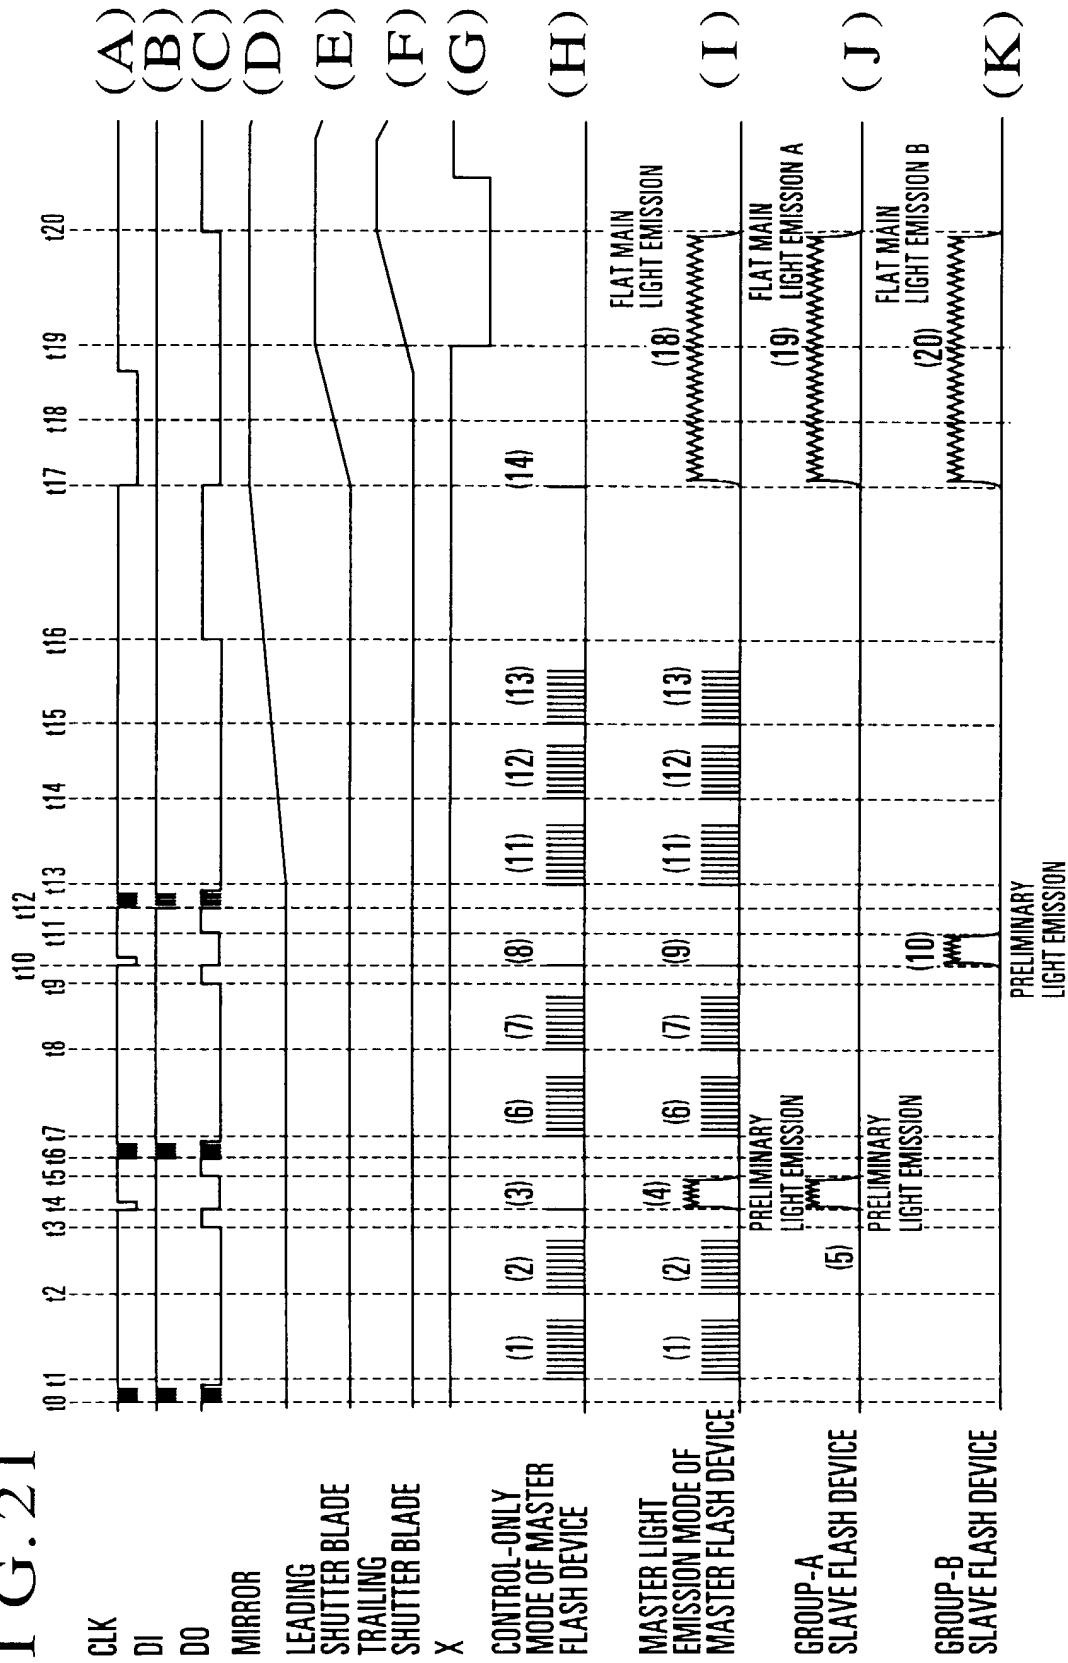 FIG.21
t0 t1 t2 t3 t4 t5 t6 t7 t8 t9 t10 t11 t12 t13 t14 t15 t16 t17 t18 t19 t20
CLK (A)
DI (B)
DO (C)
MIRROR (D)
LEADING
SHUTTER BLADE (E)
TRAILING
SHUTTER BLADE (F)
X (G)
CONTROL-ONLY
MODE OF MASTER
FLASH DEVICE (H)
(1) (2) (3) (6) (7) (8) (11) (12) (13) (14)
MASTER LIGHT
EMISSION MODE OF
MASTER FLASH DEVICE (I)
(1) (2) (4) (6) (7) (9) (11) (12) (13) (18)
PRELIMINARY
LIGHT EMISSION
FLAT MAIN
LIGHT EMISSION
GROUP-A
SLAVE FLASH DEVICE (J)
(5) (19)
PRELIMINARY
LIGHT EMISSION
FLAT MAIN
LIGHT EMISSION A
GROUP-B
SLAVE FLASH DEVICE (K)
(10) (20)
PRELIMINARY
LIGHT EMISSION
FLAT MAIN
LIGHT EMISSION B